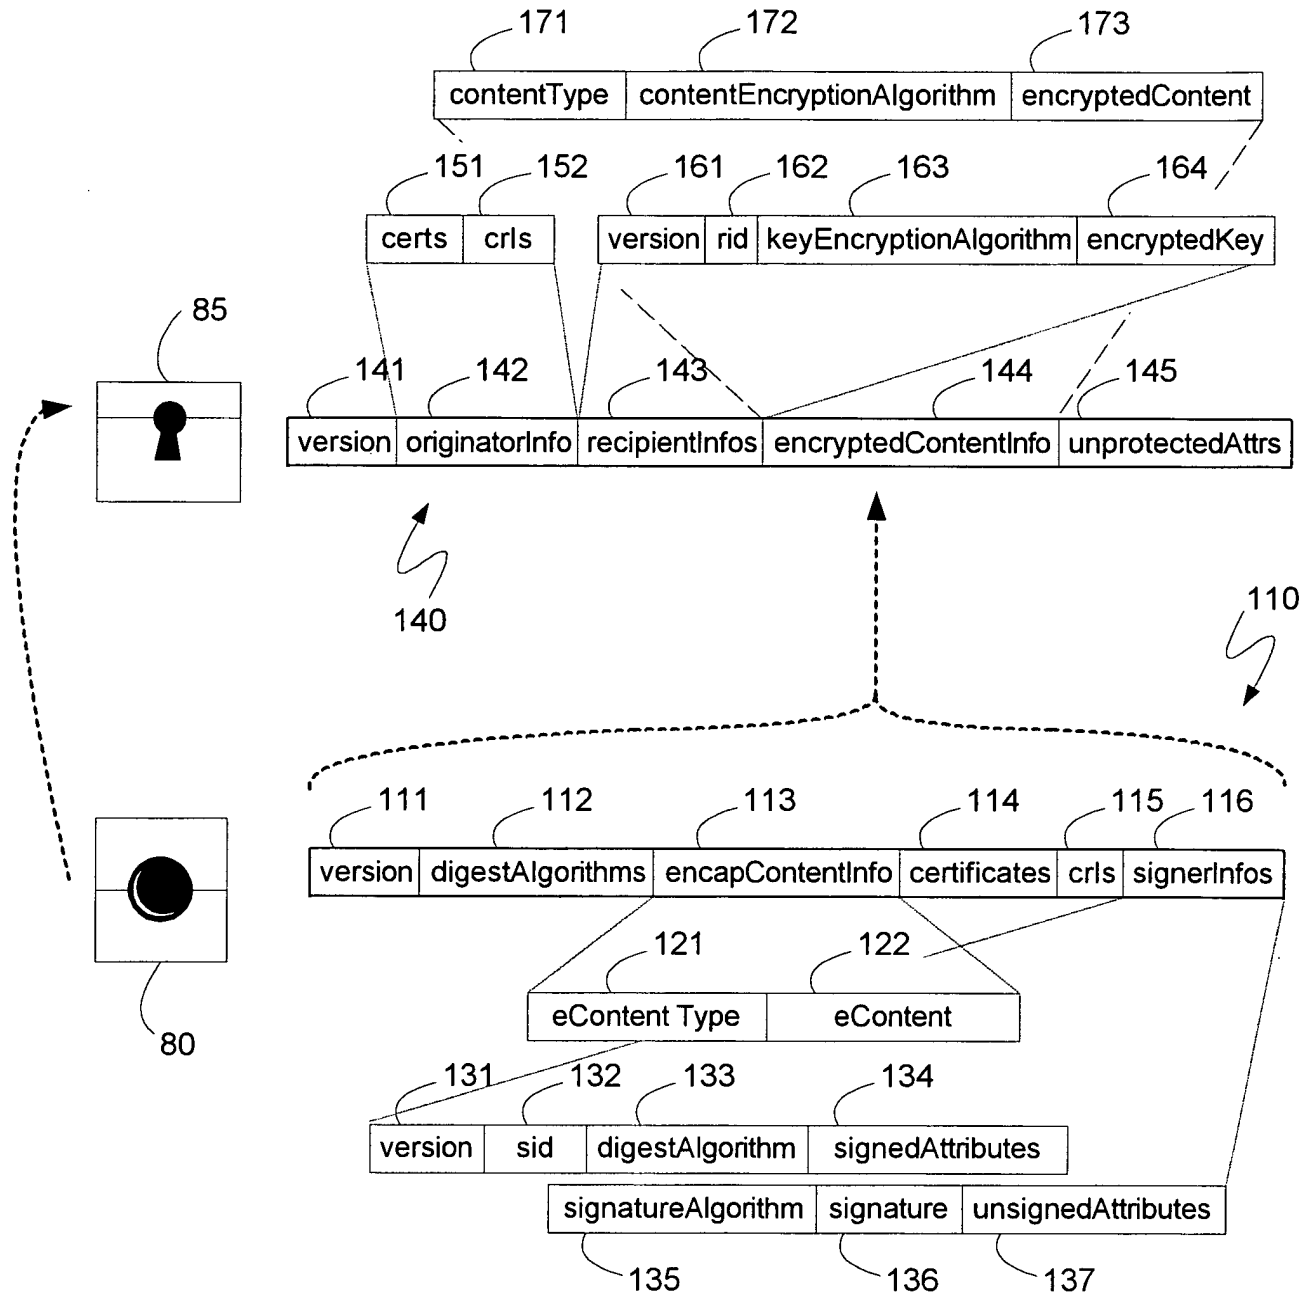 171 172 173
contentType contentEncryptionAlgorithm encryptedContent
151 152 161 162 163 164
certs crls version rid keyEncryptionAlgorithm encryptedKey
85
141 142 143 144 145
version originatorInfo recipientInfos encryptedContentInfo unprotectedAttrs
140
110
111 112 113 114 115 116
version digestAlgorithms encapContentInfo certificates crls signerInfos
121 122
eContent Type eContent
80
131 132 133 134
version sid digestAlgorithm signedAttributes
signatureAlgorithm signature unsignedAttributes
135 136 137